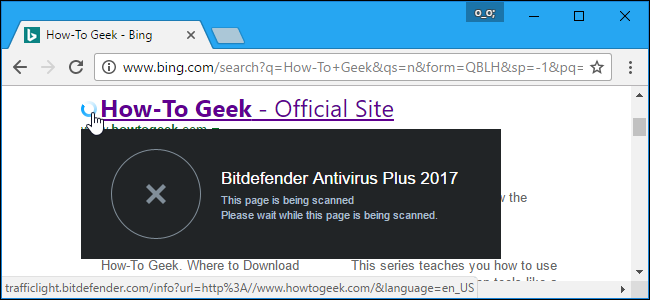 o_o;
How-To Geek - Bing
www.bing.com/search?q=How-To+Geek&qs=n&form=QBLH&sp=-1&pq=
How-To Geek - Official Site
Bitdefender Antivirus Plus 2017
This page is being scanned
Please wait while this page is being scanned.
the
How-To Geek. Where to Download
This series teaches you how to use
trafficlight.bitdefender.com/info?url=http%3A//www.howtogeek.com/&language=en_US